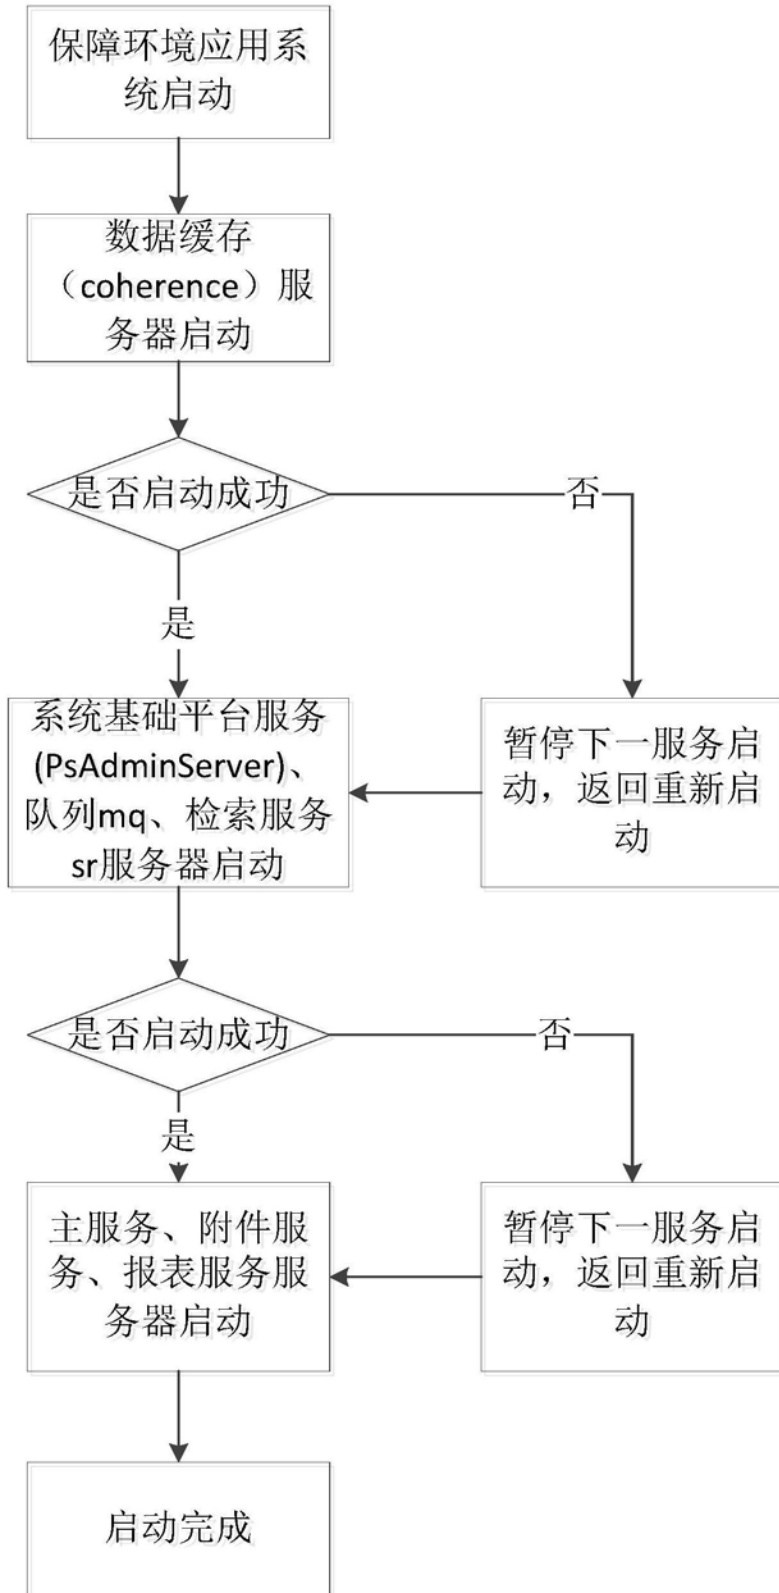 保障环境应用系
统启动
数据缓存
（coherence）服
务器启动
是否启动成功
否
是
系统基础平台服务
(PsAdminServer)、
队列mq、检索服务
sr服务器启动
暂停下一服务启
动，返回重新启
动
是否启动成功
否
是
主服务、附件服
务、报表服务服
务器启动
暂停下一服务启
动，返回重新启
动
启动完成